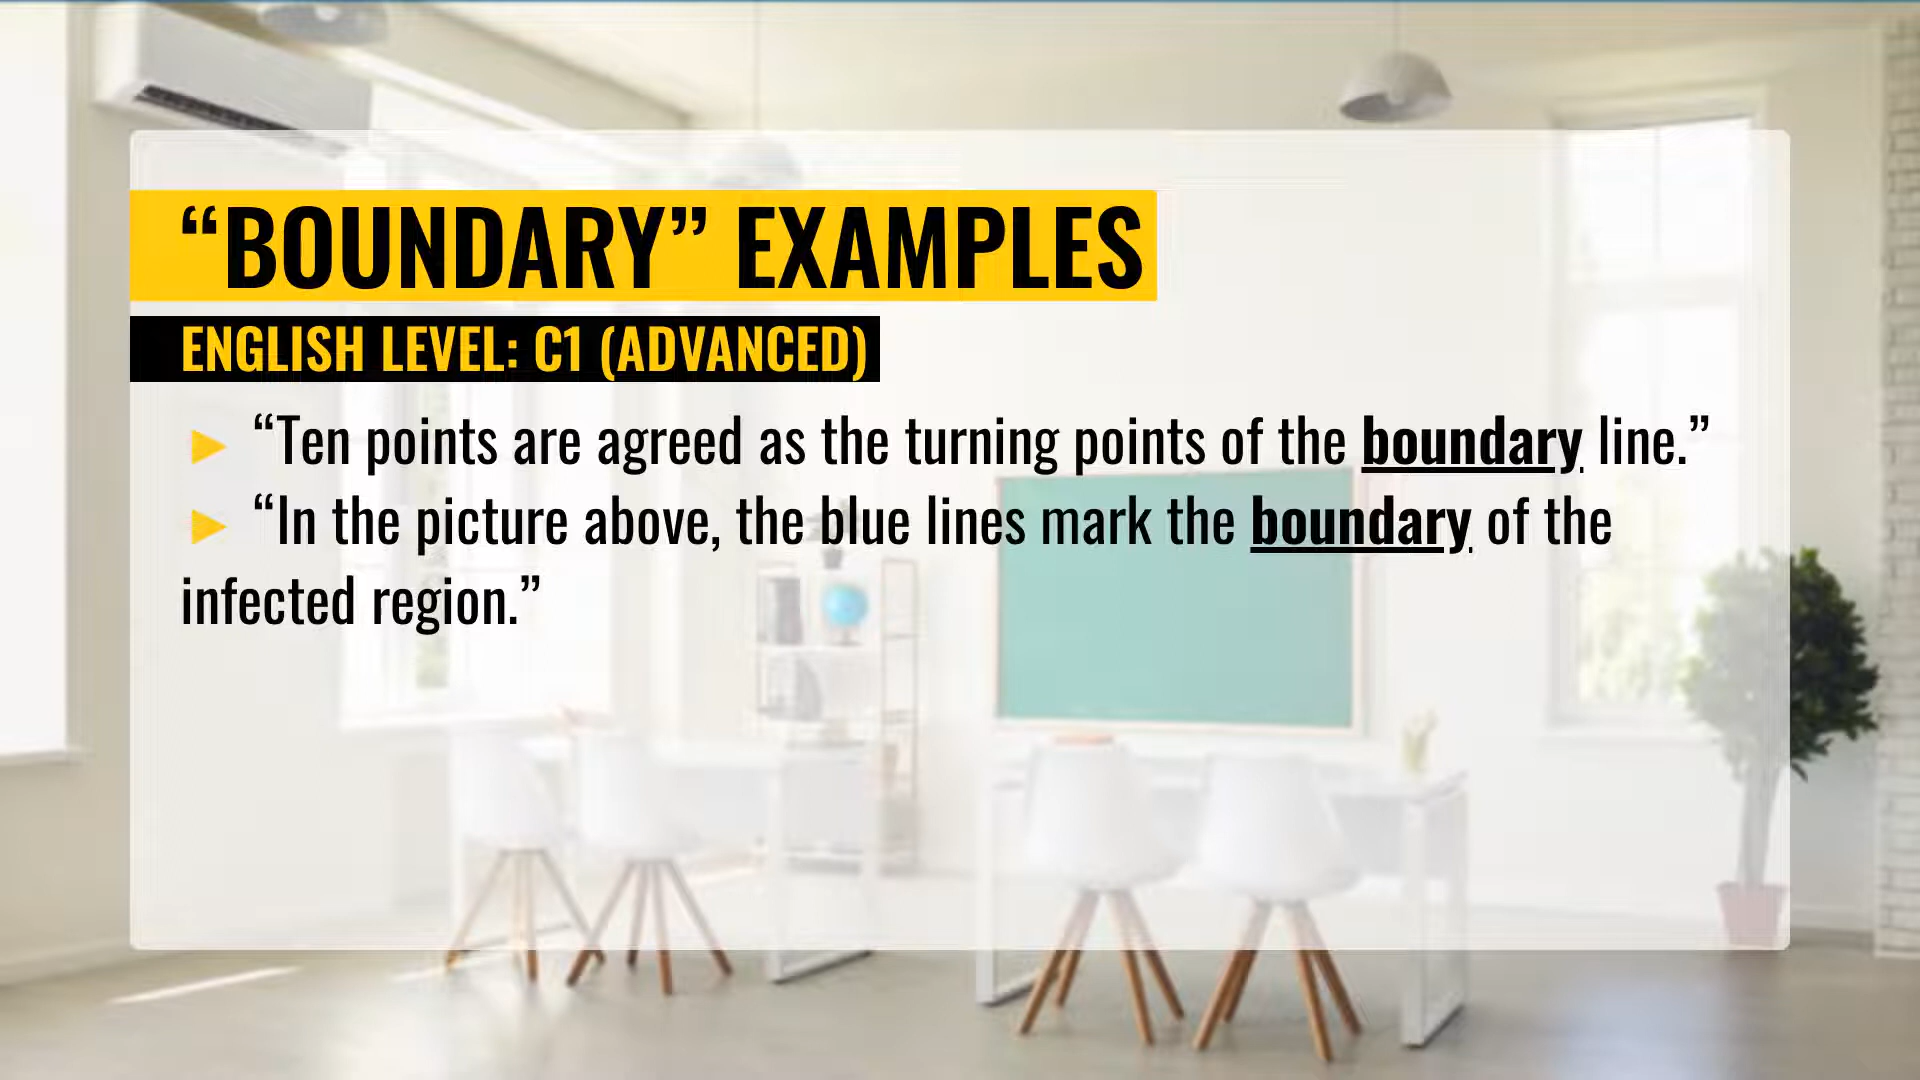 “BOUNDARY” EXAMPLES
ENGLISH LEVEL: C1 (ADVANCED)
► “Ten points are agreed as the turning points of the boundary line.”
► “In the picture above, the blue lines mark the boundary of the
infected region.”